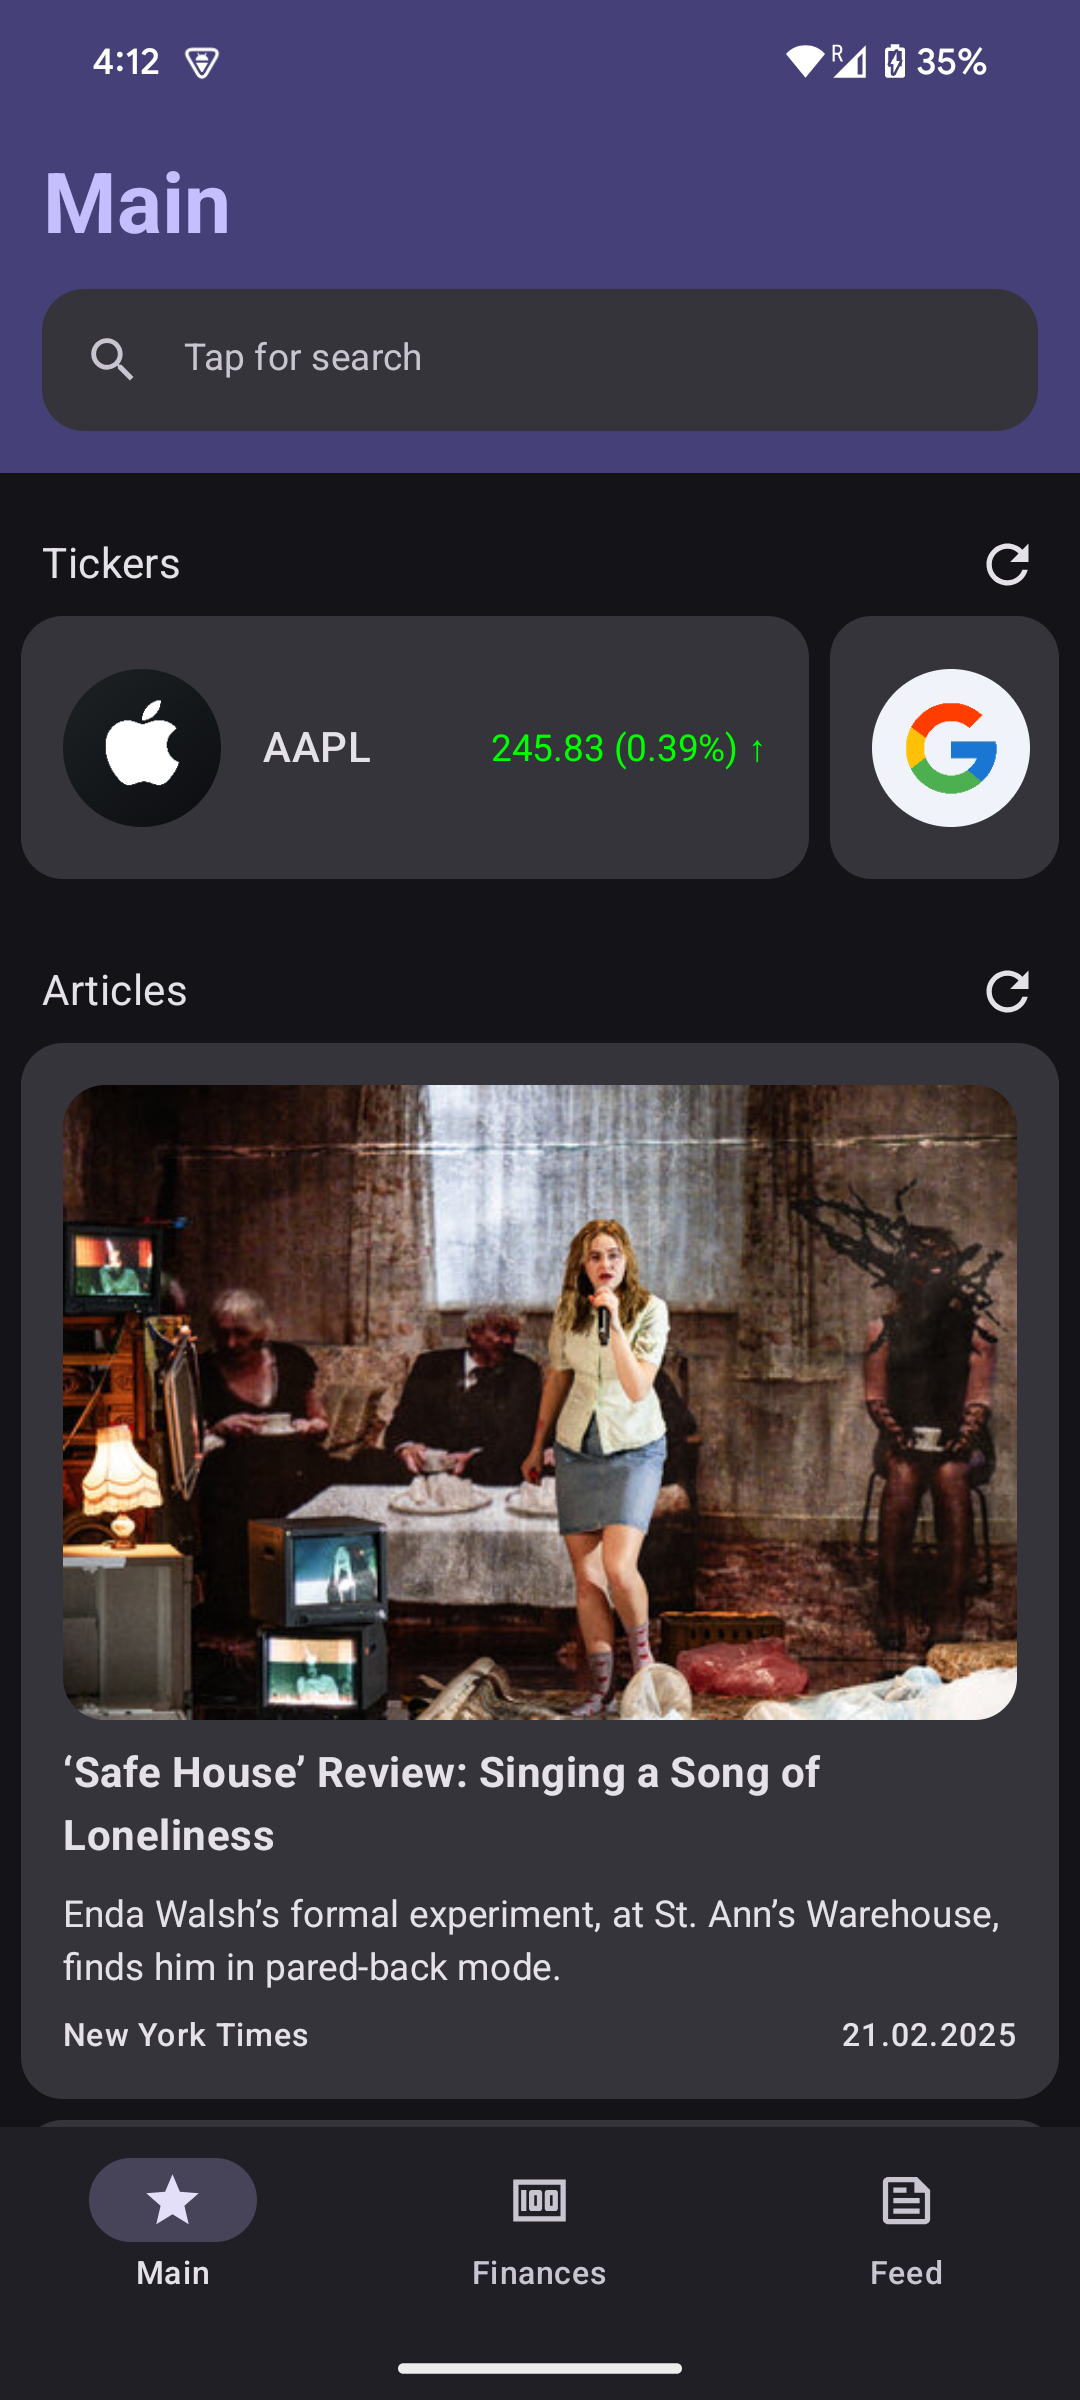 4:12
R
35%
Main
Tap for search
Tickers
AAPL
245.83 (0.39%) ↑
Articles
‘Safe House’ Review: Singing a Song of
Loneliness
Enda Walsh’s formal experiment, at St. Ann’s Warehouse,
finds him in pared-back mode.
New York Times
21.02.2025
100
Main
Finances
Feed